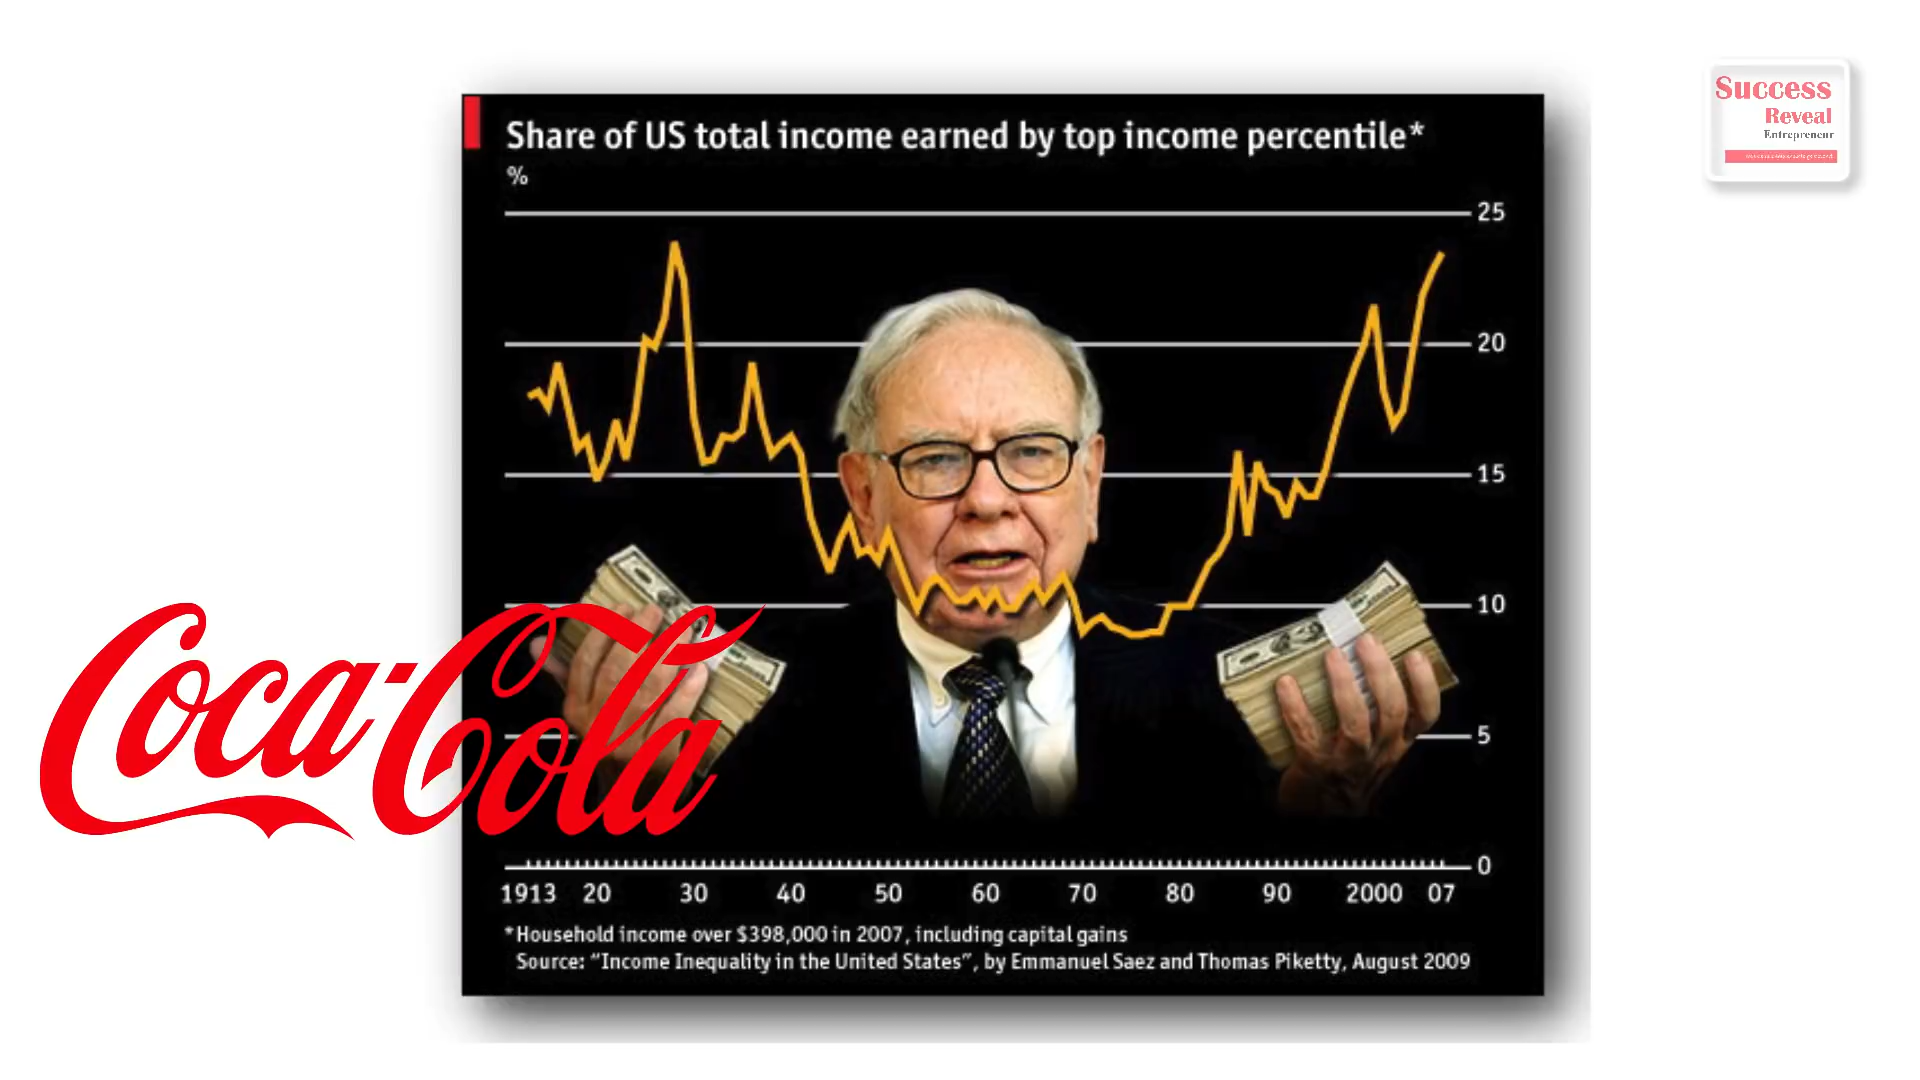 Success
Reveal
Entrepreneur
Share of US total income earned by top income percentile*
%
25
20
15
10
5
0
Coca-Cola
1913 20 30 40 50 60 70 80 90 2000 07
*Household income over $398,000 in 2007, including capital gains
Source: “Income Inequality in the United States”, by Emmanuel Saez and Thomas Piketty, August 2009